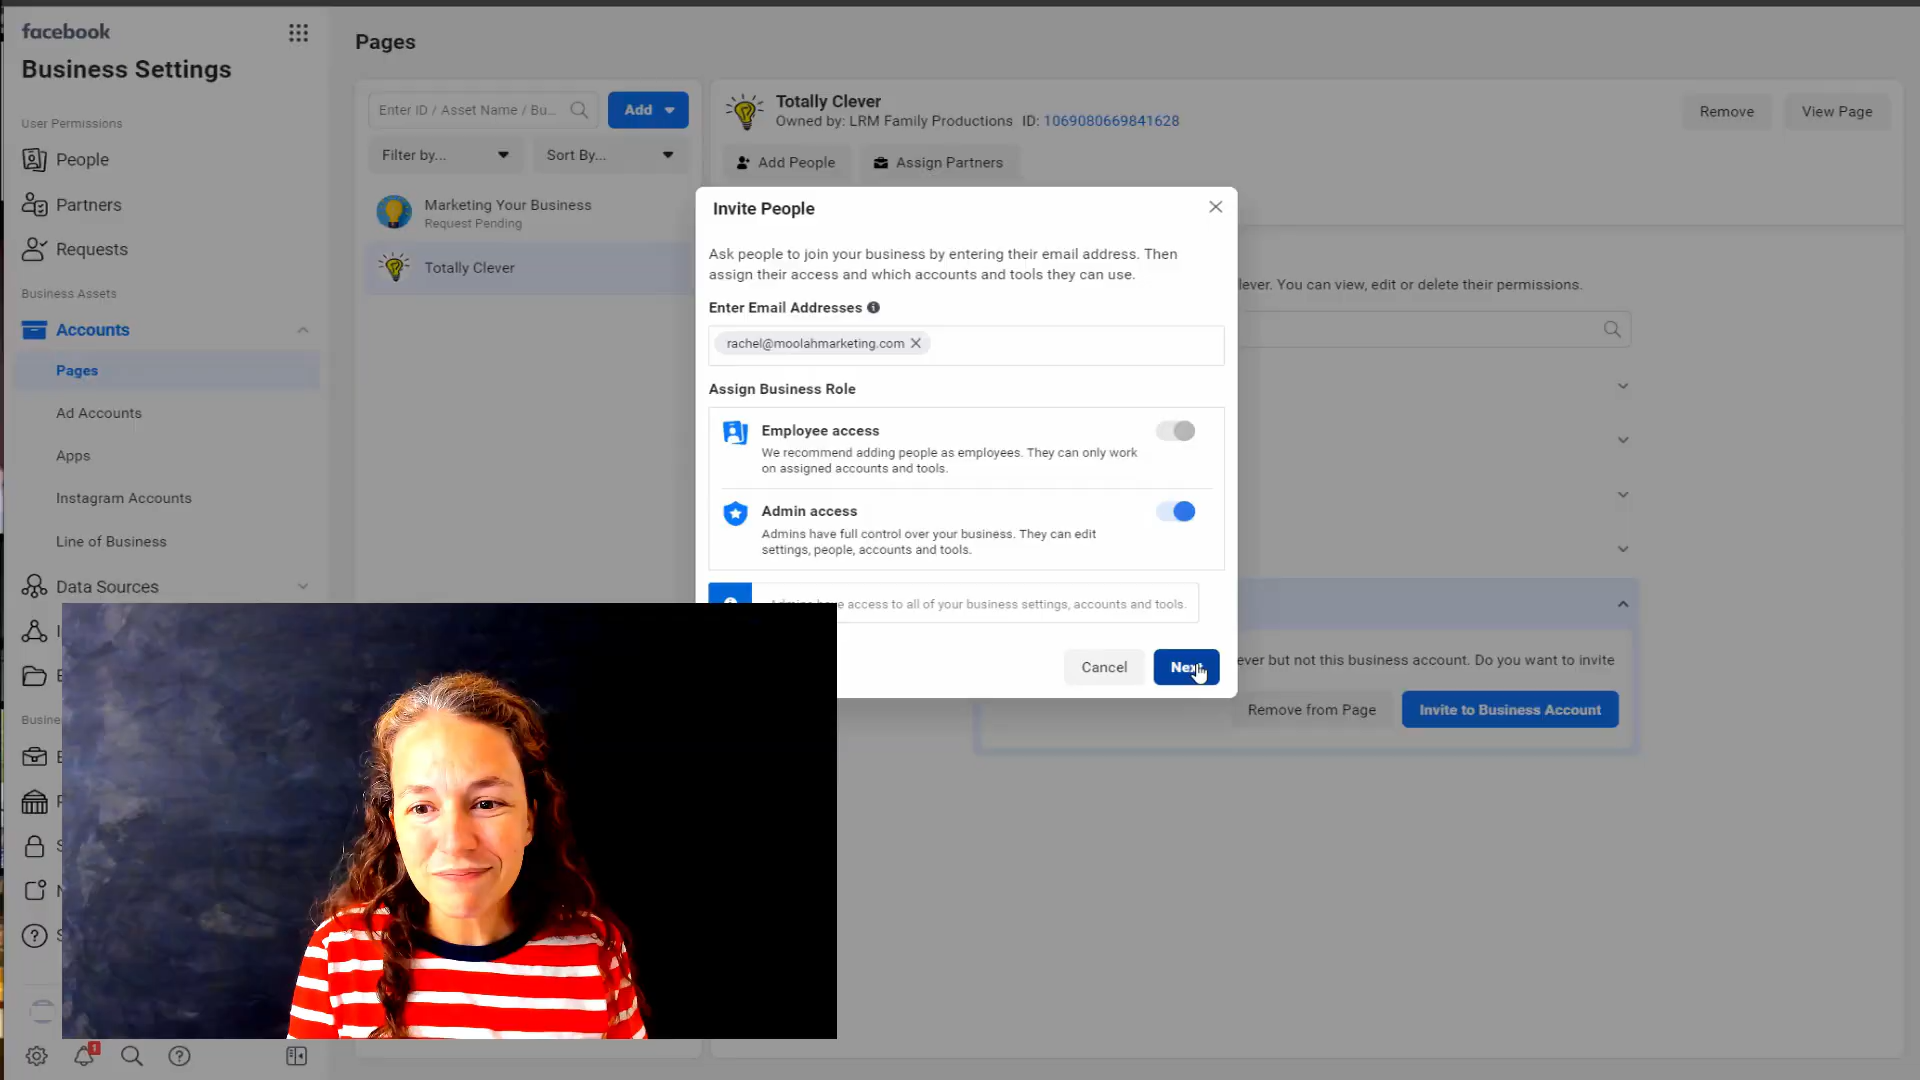 facebook
Business Settings
User Permissions
People
Partners
Requests
Business Assets
Accounts
Pages
Ad Accounts
Apps
Instagram Accounts
Line of Business
Data Sources
1
Pages
Enter ID / Asset Name / Bu...
Add
Filter by...
Sort By...
Marketing Your Business
Request Pending
Totally Clever
Totally Clever
Owned by: LRM Family Productions ID: 1069080669841628
Remove
View Page
Add People
Assign Partners
lever. You can view, edit or delete their permissions.
Invite People
Ask people to join your business by entering their email address. Then
assign their access and which accounts and tools they can use.
Enter Email Addresses
rachel@moolahmarketing.com
Assign Business Role
Employee access
We recommend adding people as employees. They can only work
on assigned accounts and tools.
Admin access
Admins have full control over your business. They can edit
settings, people, accounts and tools.
access to all of your business settings, accounts and tools.
Cancel
Next
ever but not this business account. Do you want to invite
Remove from Page
Invite to Business Account